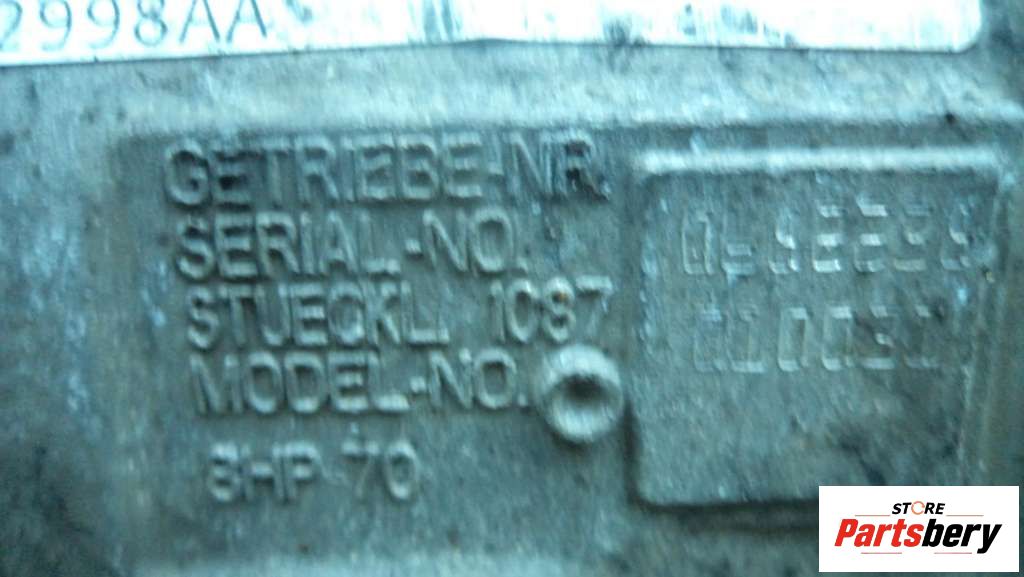 2998AA
GETRIEBE-NR.
SERIAL-NO.
STUECKL. 1087
MODEL-NO.
8HP 70
STORE
Partsbery